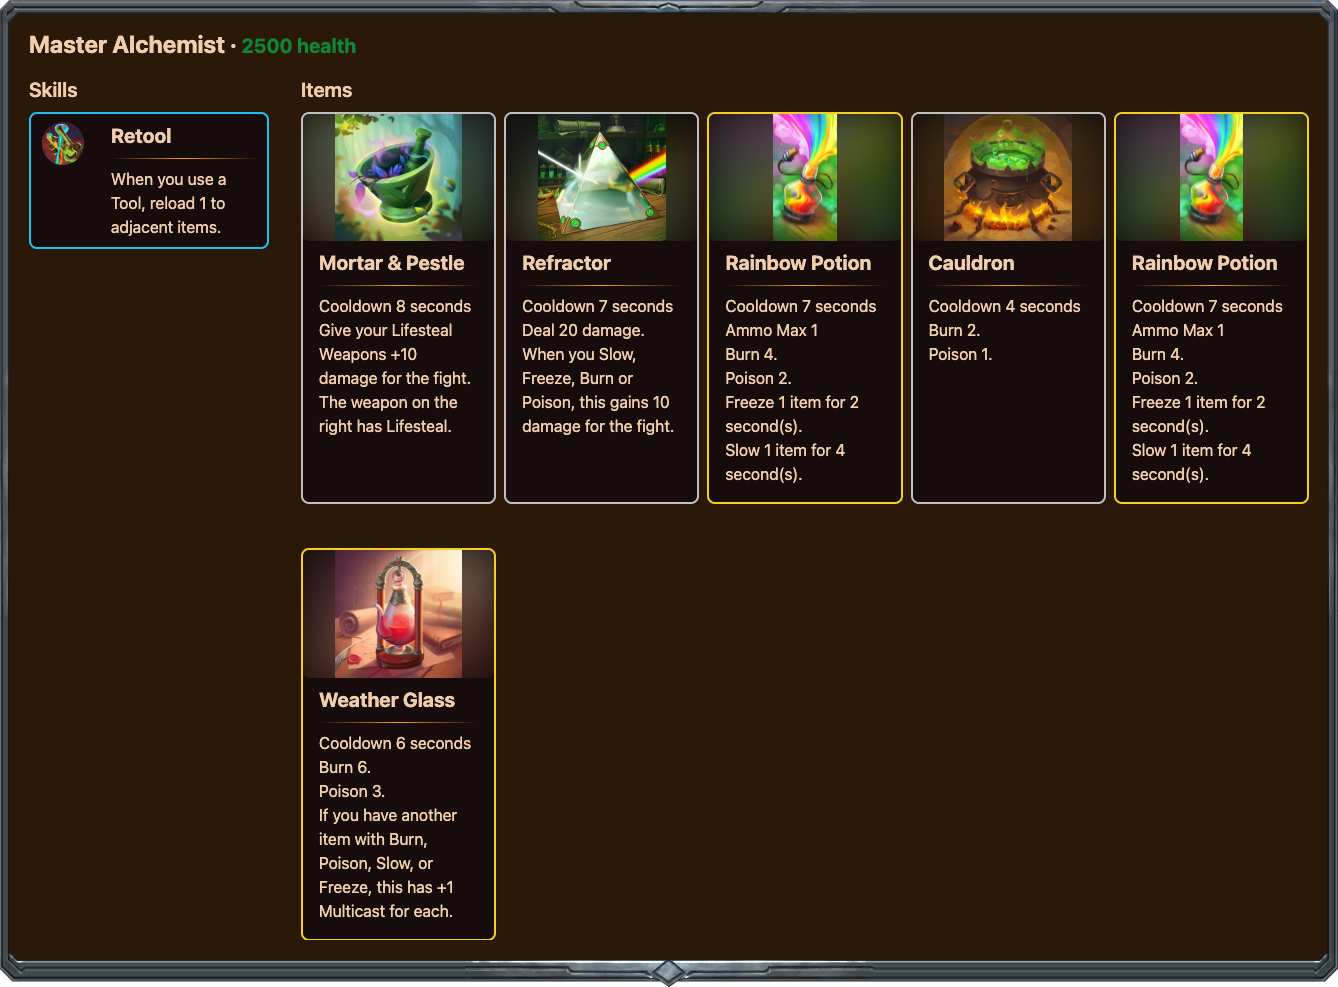 Master Alchemist · 2500 health
Skills
Retool
When you use a
Tool, reload 1 to
adjacent items.
Items
Mortar & Pestle
Cooldown 8 seconds
Give your Lifesteal
Weapons +10
damage for the fight.
The weapon on the
right has Lifesteal.
Refractor
Cooldown 7 seconds
Deal 20 damage.
When you Slow,
Freeze, Burn or
Poison, this gains 10
damage for the fight.
Rainbow Potion
Cooldown 7 seconds
Ammo Max 1
Burn 4.
Poison 2.
Freeze 1 item for 2
second(s).
Slow 1 item for 4
second(s).
Cauldron
Cooldown 4 seconds
Burn 2.
Poison 1.
Rainbow Potion
Cooldown 7 seconds
Ammo Max 1
Burn 4.
Poison 2.
Freeze 1 item for 2
second(s).
Slow 1 item for 4
second(s).
Weather Glass
Cooldown 6 seconds
Burn 6.
Poison 3.
If you have another
item with Burn,
Poison, Slow, or
Freeze, this has +1
Multicast for each.